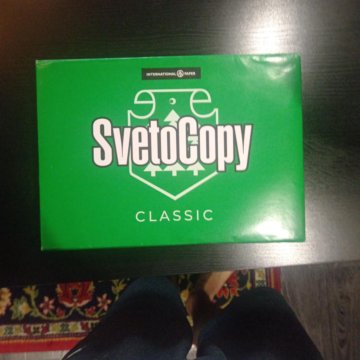 INTERNATIONAL PAPER
SvetoCopy
CLASSIC